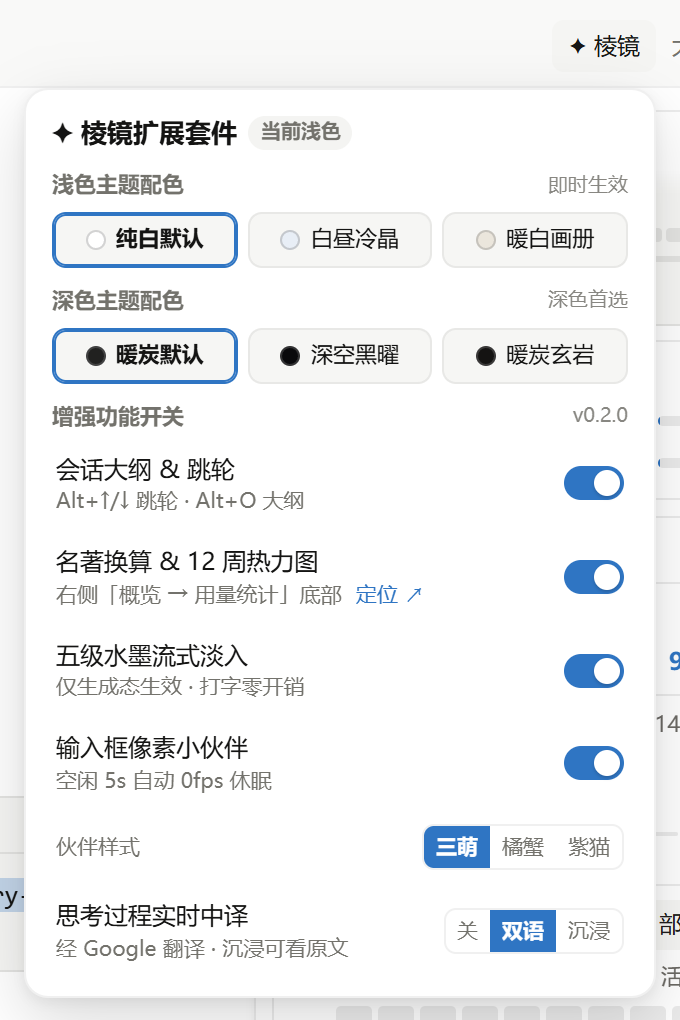 ✦ 棱镜
✦ 棱镜扩展套件 当前浅色
浅色主题配色 即时生效
纯白默认 白昼冷晶 暖白画册
深色主题配色 深色首选
暖炭默认 深空黑曜 暖炭玄岩
增强功能开关 v0.2.0
会话大纲 & 跳轮
Alt+↑/↓ 跳轮 · Alt+O 大纲
名著换算 & 12 周热力图
右侧「概览 → 用量统计」底部 定位 ↗
五级水墨流式淡入
仅生成态生效 · 打字零开销
14
输入框像素小伙伴
空闲 5s 自动 0fps 休眠
伙伴样式 三萌 橘蟹 紫猫
ry-
思考过程实时中译 关 双语 沉浸
部
经 Google 翻译 · 沉浸可看原文
活